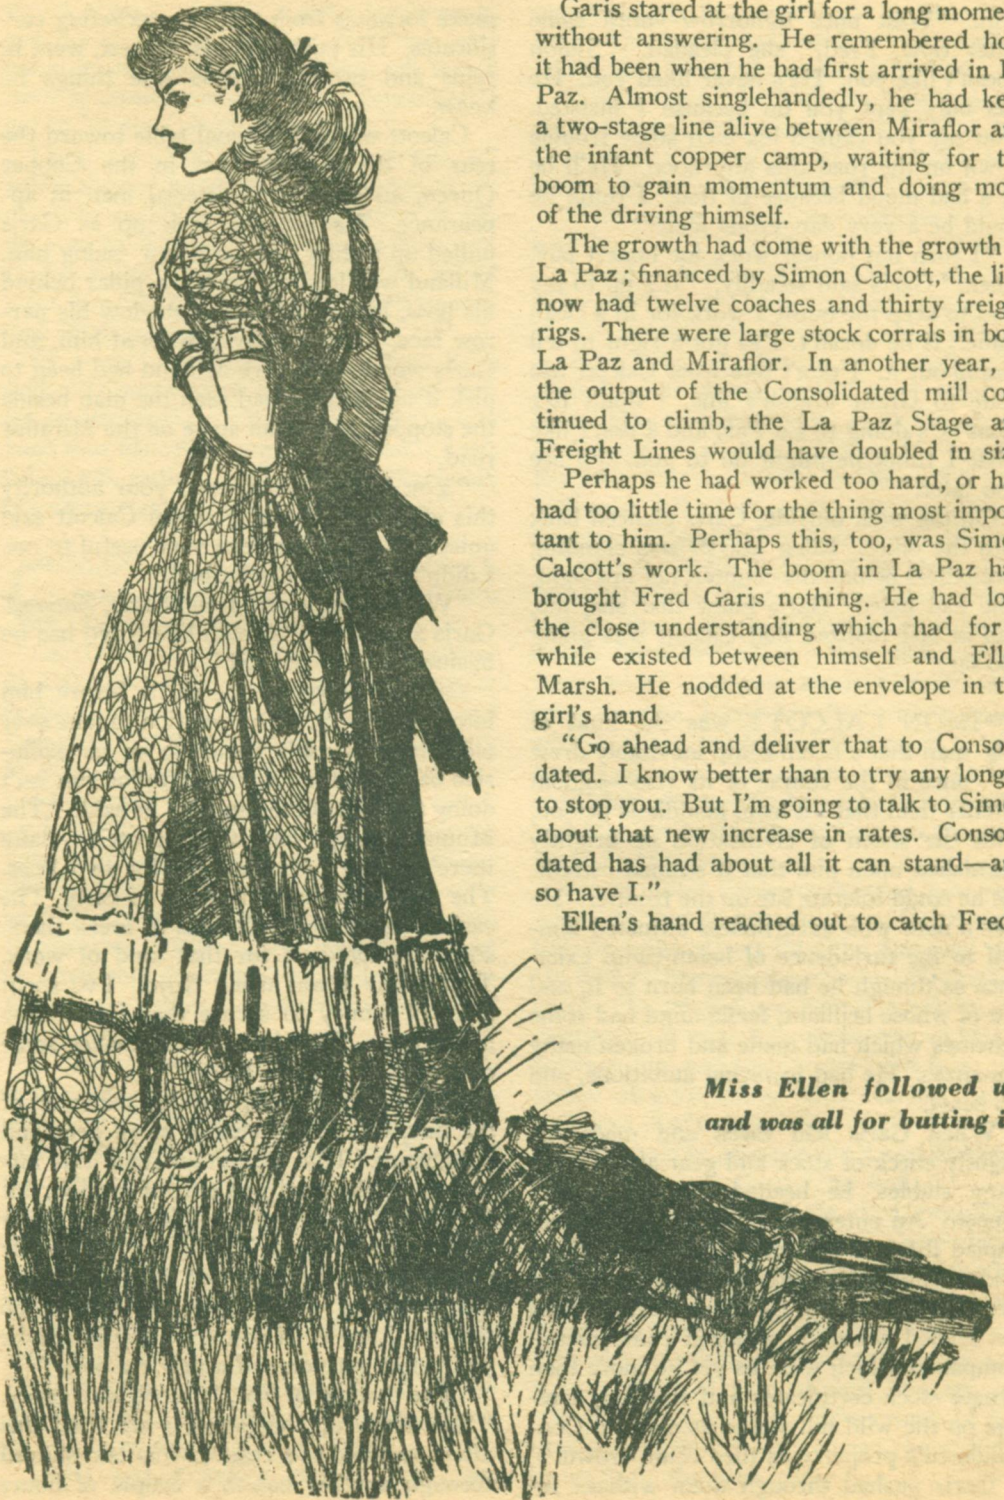 Garis stared at the girl for a long mome
without answering. He remembered ho
it had been when he had first arrived in L
Paz. Almost singlehandedly, he had ke
a two-stage line alive between Miraflor a
the infant copper camp, waiting for t
boom to gain momentum and doing mo
of the driving himself.
The growth had come with the growth
La Paz; financed by Simon Calcott, the li
now had twelve coaches and thirty freig
rigs. There were large stock corrals in bo
La Paz and Miraflor. In another year,
the output of the Consolidated mill co
tinued to climb, the La Paz Stage a
Freight Lines would have doubled in si
Perhaps he had worked too hard, or h
had too little time for the thing most impo
tant to him. Perhaps this, too, was Sim
Calcott's work. The boom in La Paz ha
brought Fred Garis nothing. He had lo
the close understanding which had for
while existed between himself and Ell
Marsh. He nodded at the envelope in t
girl's hand.
"Go ahead and deliver that to Conso
dated. I know better than to try any long
to stop you. But I'm going to talk to Sim
about that new increase in rates. Conso
dated has had about all it can stand—a
so have I."
Ellen's hand reached out to catch Fred
Miss Ellen followed u
and was all for butting i